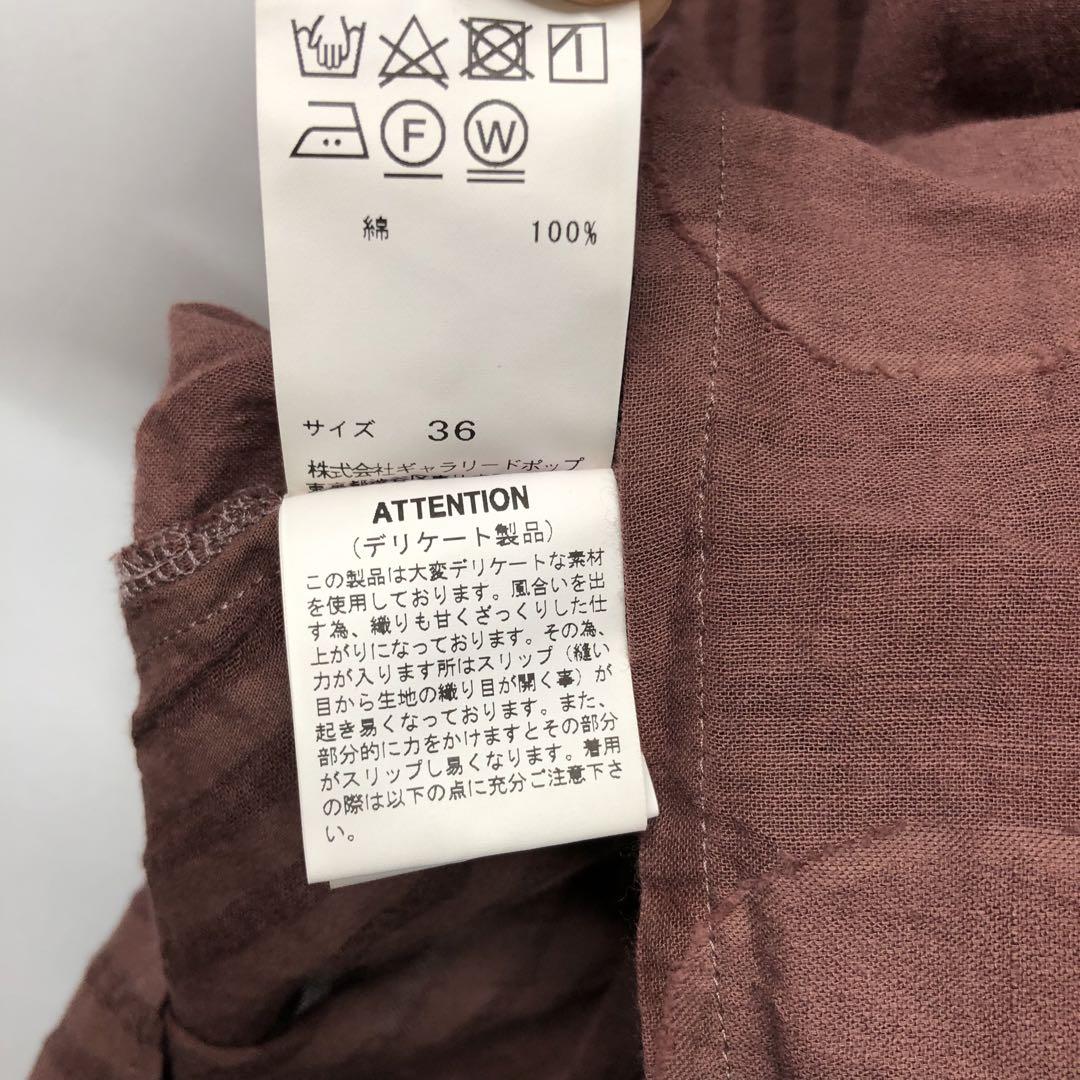 F W
綿 100%
サイズ 36
株式会社ギャラリードポップ
ATTENTION
(デリケート製品)
この製品は大変デリケートな素材
を使用しております。風合いを出
す為、織りも甘くざっくりした仕
上がりになっております。その為、
力が入ります所はスリップ(縫い
目から生地の織り目が開く事)が
起き易くなっております。また、
部分的に力をかけますとその部分
がスリップし易くなります。着用
の際は以下の点に充分ご注意下さ
い。